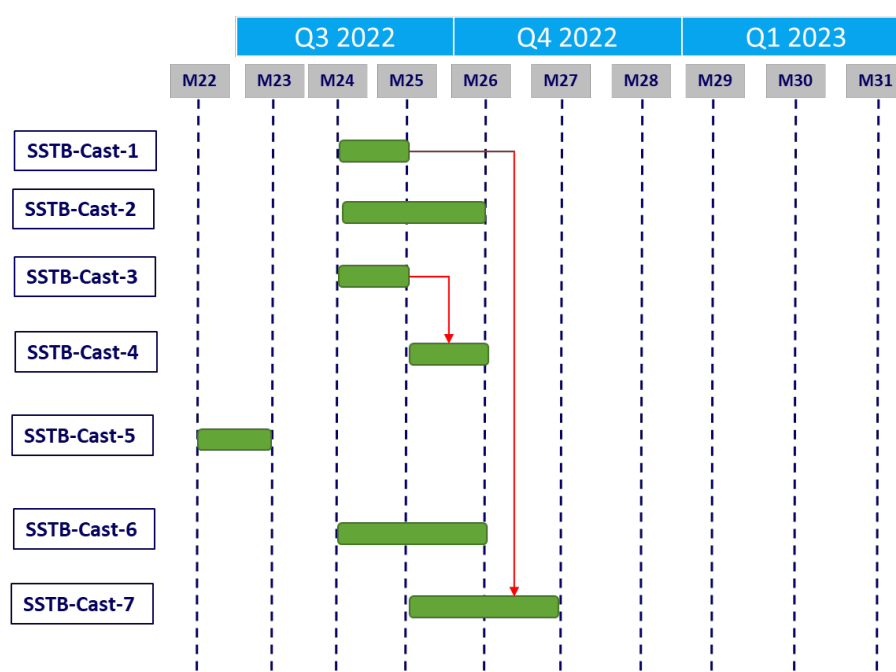 Q3 2022 Q4 2022 Q1 2023
M22 M23 M24 M25 M26 M27 M28 M29 M30 M31
SSTB-Cast-1
SSTB-Cast-2
SSTB-Cast-3
SSTB-Cast-4
SSTB-Cast-5
SSTB-Cast-6
SSTB-Cast-7